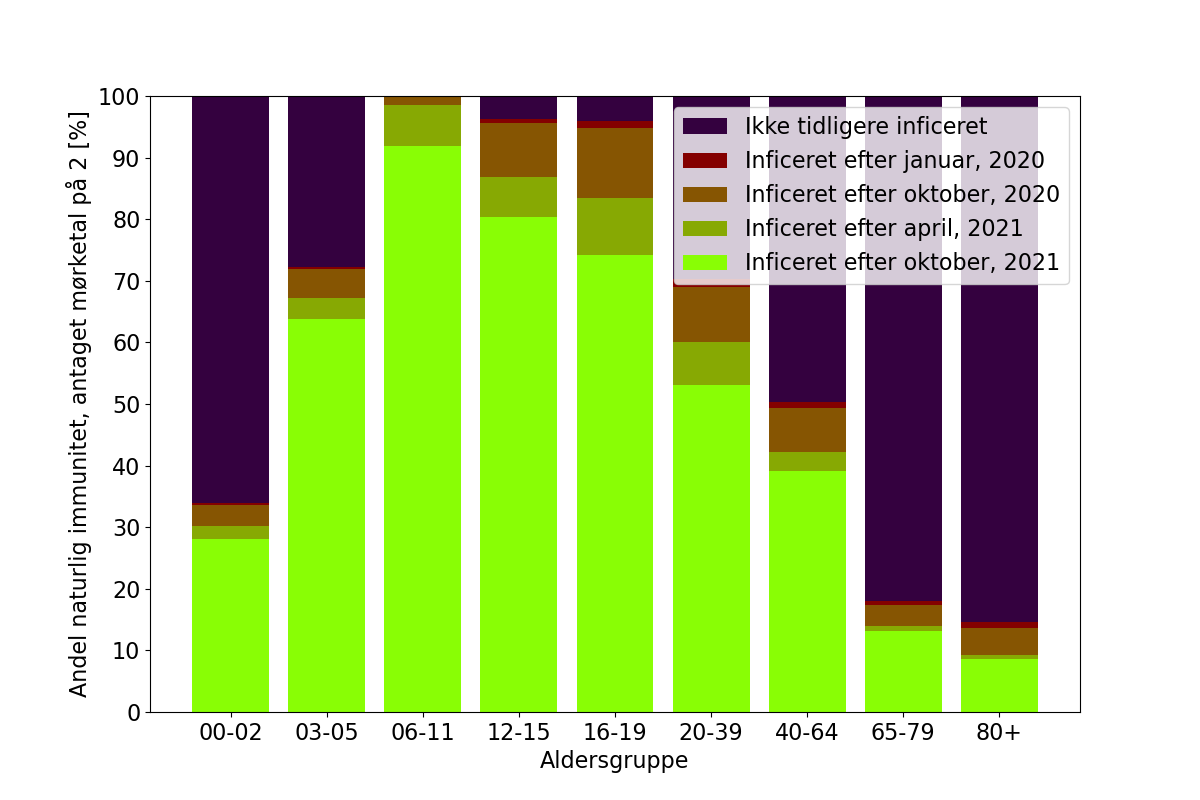 Andel naturlig immunitet, antaget mørketal på 2 [%]
100
90
80
70
60
50
40
30
20
10
0
Ikke tidligere inficeret
Inficeret efter januar, 2020
Inficeret efter oktober, 2020
Inficeret efter april, 2021
Inficeret efter oktober, 2021
00-02 03-05 06-11 12-15 16-19 20-39 40-64 65-79 80+
Aldersgruppe